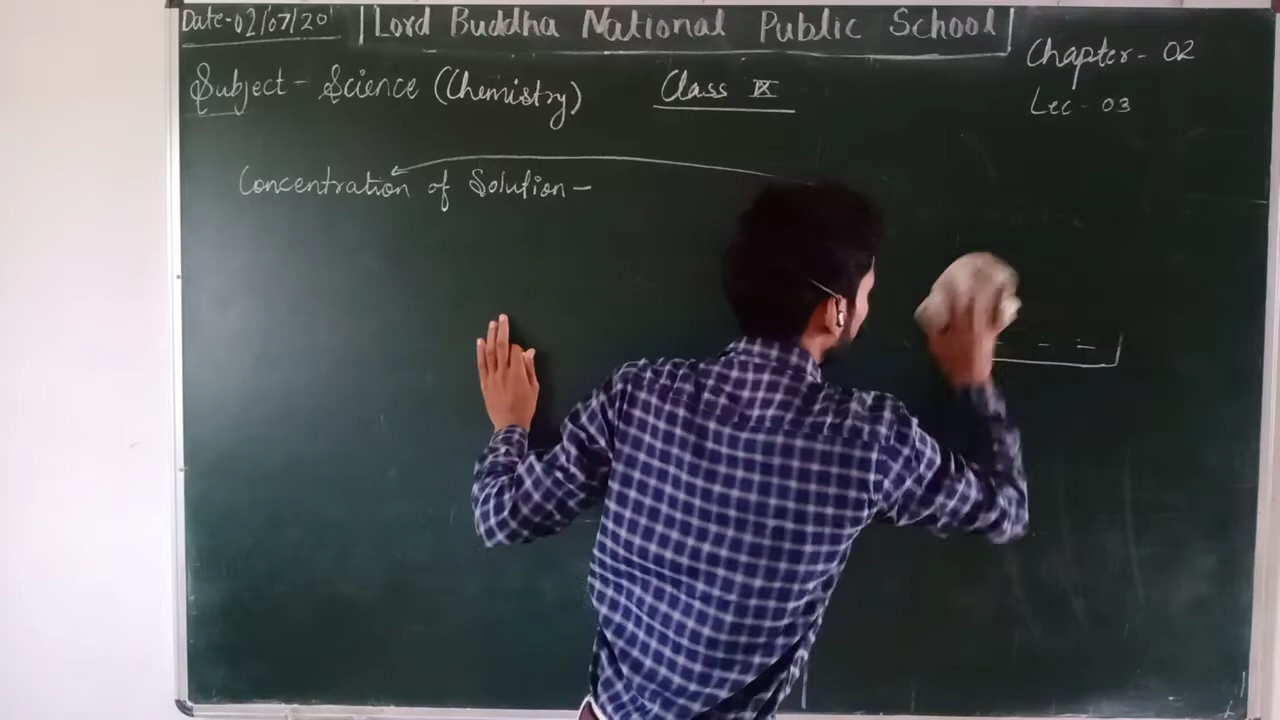 Date-02/07/20
Lord Buddha National Public School
Chapter-02
Subject-Science (Chemistry)
Class IX
Lec-03
Concentration of Solution-